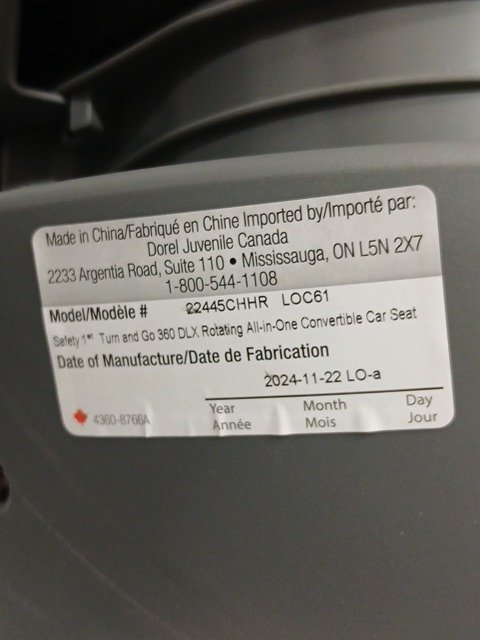 Made in China/Fabriqué en Chine Imported by/Importé par:
Dorel Juvenile Canada
2233 Argentia Road, Suite 110 • Mississauga, ON L5N 2X7
1-800-544-1108
Model/Modèle # 22445CHHR LOC61
Safety 1ˢᵗ Turn and Go 360 DLX Rotating All-in-One Convertible Car Seat
Date of Manufacture/Date de Fabrication
2024-11-22 LO-a
Year Month Day
Année Mois Jour
4360-8766A